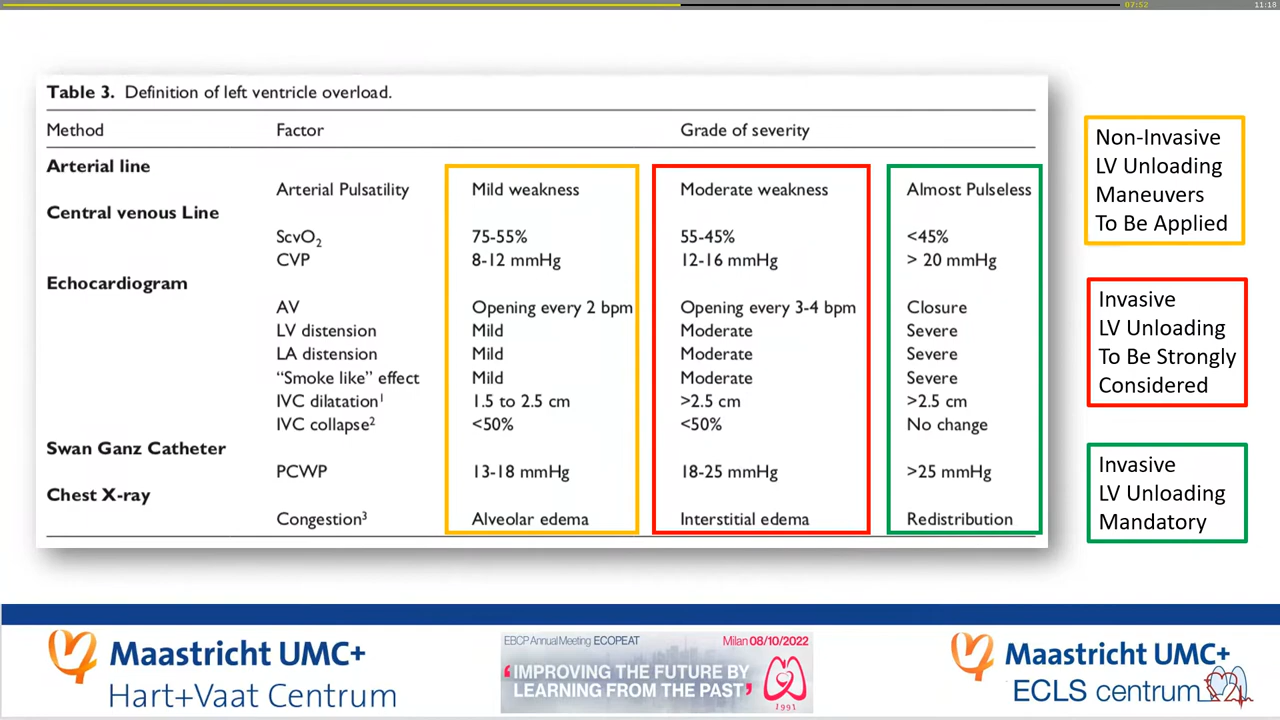 07:52
11:18
Table 3. Definition of left ventricle overload.
Method Factor Grade of severity
Arterial line
Arterial Pulsatility Mild weakness Moderate weakness Almost Pulseless
Central venous Line
ScvO₂ 75-55% 55-45% <45%
CVP 8-12 mmHg 12-16 mmHg > 20 mmHg
Echocardiogram
AV Opening every 2 bpm Opening every 3-4 bpm Closure
LV distension Mild Moderate Severe
LA distension Mild Moderate Severe
“Smoke like” effect Mild Moderate Severe
IVC dilatation¹ 1.5 to 2.5 cm >2.5 cm >2.5 cm
IVC collapse² <50% <50% No change
Swan Ganz Catheter
PCWP 13-18 mmHg 18-25 mmHg >25 mmHg
Chest X-ray
Congestion³ Alveolar edema Interstitial edema Redistribution
Non-Invasive
LV Unloading
Maneuvers
To Be Applied
Invasive
LV Unloading
To Be Strongly
Considered
Invasive
LV Unloading
Mandatory
Maastricht UMC+
Hart+Vaat Centrum
EBCP Annual Meeting ECOPEAT Milan 08/10/2022
‘IMPROVING THE FUTURE BY
LEARNING FROM THE PAST’
1991
Maastricht UMC+
ECLS centrum